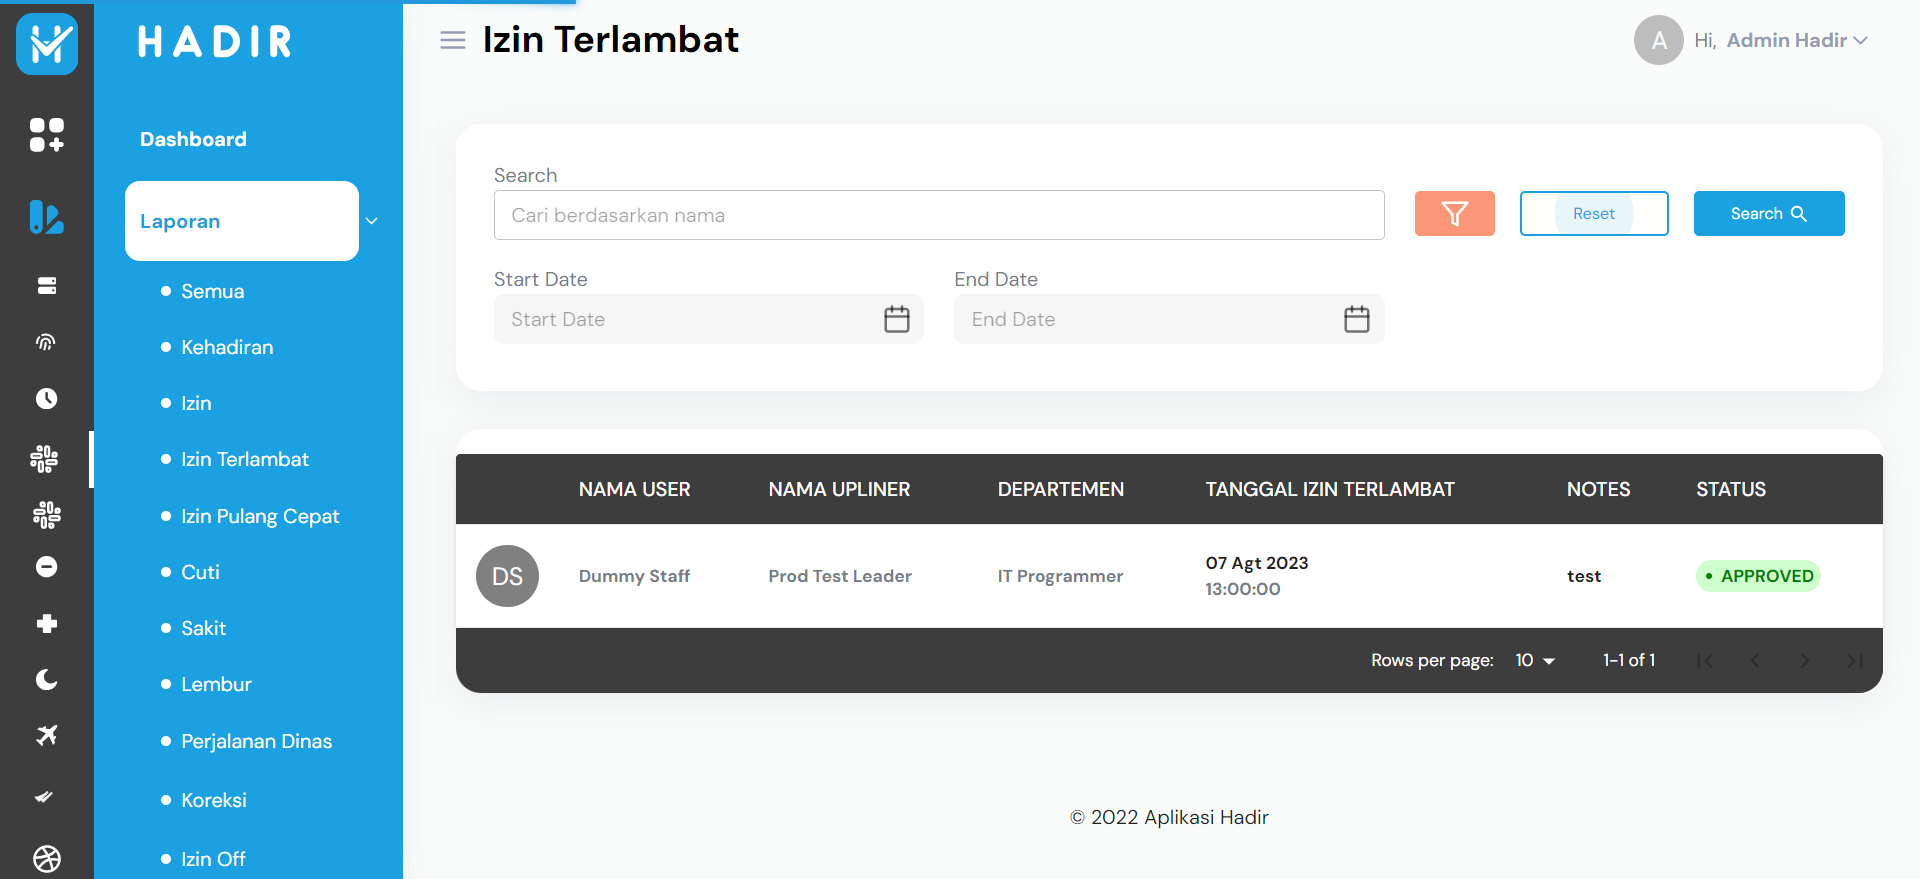 HADIR
Dashboard
Laporan
Semua
Kehadiran
Izin
Izin Terlambat
Izin Pulang Cepat
Cuti
Sakit
Lembur
Perjalanan Dinas
Koreksi
Izin Off
Izin Terlambat
A Hi, Admin Hadir
Search
Cari berdasarkan nama
Reset
Search
Start Date End Date
Start Date End Date
NAMA USER NAMA UPLINER DEPARTEMEN TANGGAL IZIN TERLAMBAT NOTES STATUS
DS Dummy Staff Prod Test Leader IT Programmer 07 Agt 2023 13:00:00 test • APPROVED
Rows per page: 10 1-1 of 1
© 2022 Aplikasi Hadir